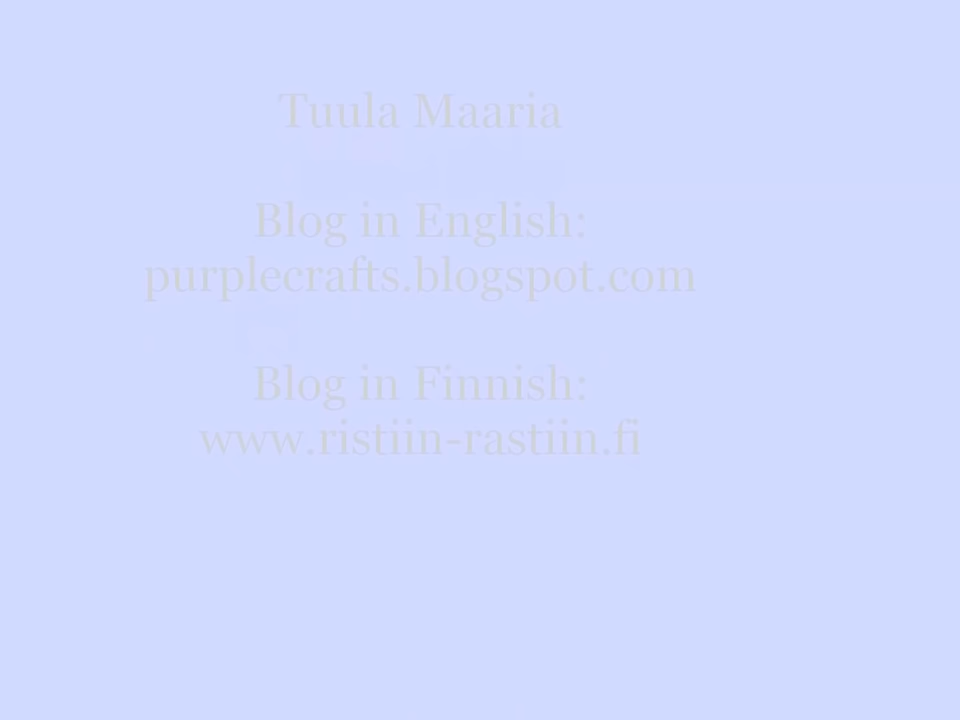 Tuula Maaria
Blog in English:
purplecrafts.blogspot.com
Blog in Finnish:
www.ristiin-rastiin.fi